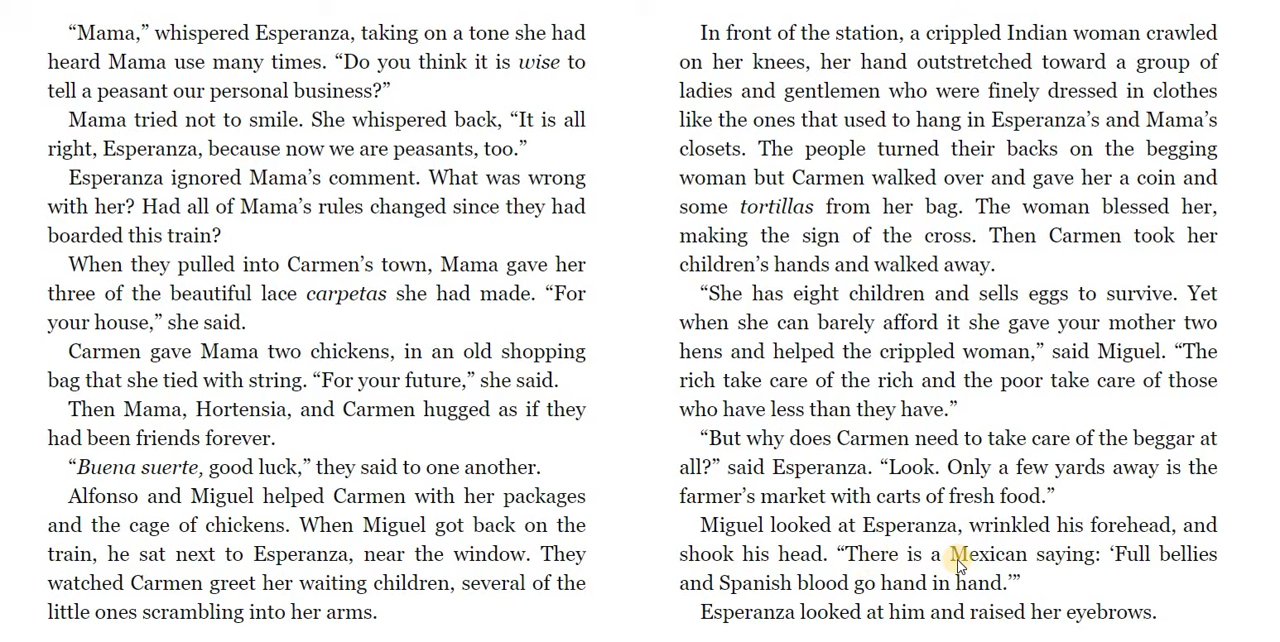 “Mama,” whispered Esperanza, taking on a tone she had
heard Mama use many times. “Do you think it is wise to
tell a peasant our personal business?”
Mama tried not to smile. She whispered back, “It is all
right, Esperanza, because now we are peasants, too.”
Esperanza ignored Mama’s comment. What was wrong
with her? Had all of Mama’s rules changed since they had
boarded this train?
When they pulled into Carmen’s town, Mama gave her
three of the beautiful lace carpetas she had made. “For
your house,” she said.
Carmen gave Mama two chickens, in an old shopping
bag that she tied with string. “For your future,” she said.
Then Mama, Hortensia, and Carmen hugged as if they
had been friends forever.
“Buena suerte, good luck,” they said to one another.
Alfonso and Miguel helped Carmen with her packages
and the cage of chickens. When Miguel got back on the
train, he sat next to Esperanza, near the window. They
watched Carmen greet her waiting children, several of the
little ones scrambling into her arms.
In front of the station, a crippled Indian woman crawled
on her knees, her hand outstretched toward a group of
ladies and gentlemen who were finely dressed in clothes
like the ones that used to hang in Esperanza’s and Mama’s
closets. The people turned their backs on the begging
woman but Carmen walked over and gave her a coin and
some tortillas from her bag. The woman blessed her,
making the sign of the cross. Then Carmen took her
children’s hands and walked away.
“She has eight children and sells eggs to survive. Yet
when she can barely afford it she gave your mother two
hens and helped the crippled woman,” said Miguel. “The
rich take care of the rich and the poor take care of those
who have less than they have.”
“But why does Carmen need to take care of the beggar at
all?” said Esperanza. “Look. Only a few yards away is the
farmer’s market with carts of fresh food.”
Miguel looked at Esperanza, wrinkled his forehead, and
shook his head. “There is a Mexican saying: ‘Full bellies
and Spanish blood go hand in hand.’”
Esperanza looked at him and raised her eyebrows.